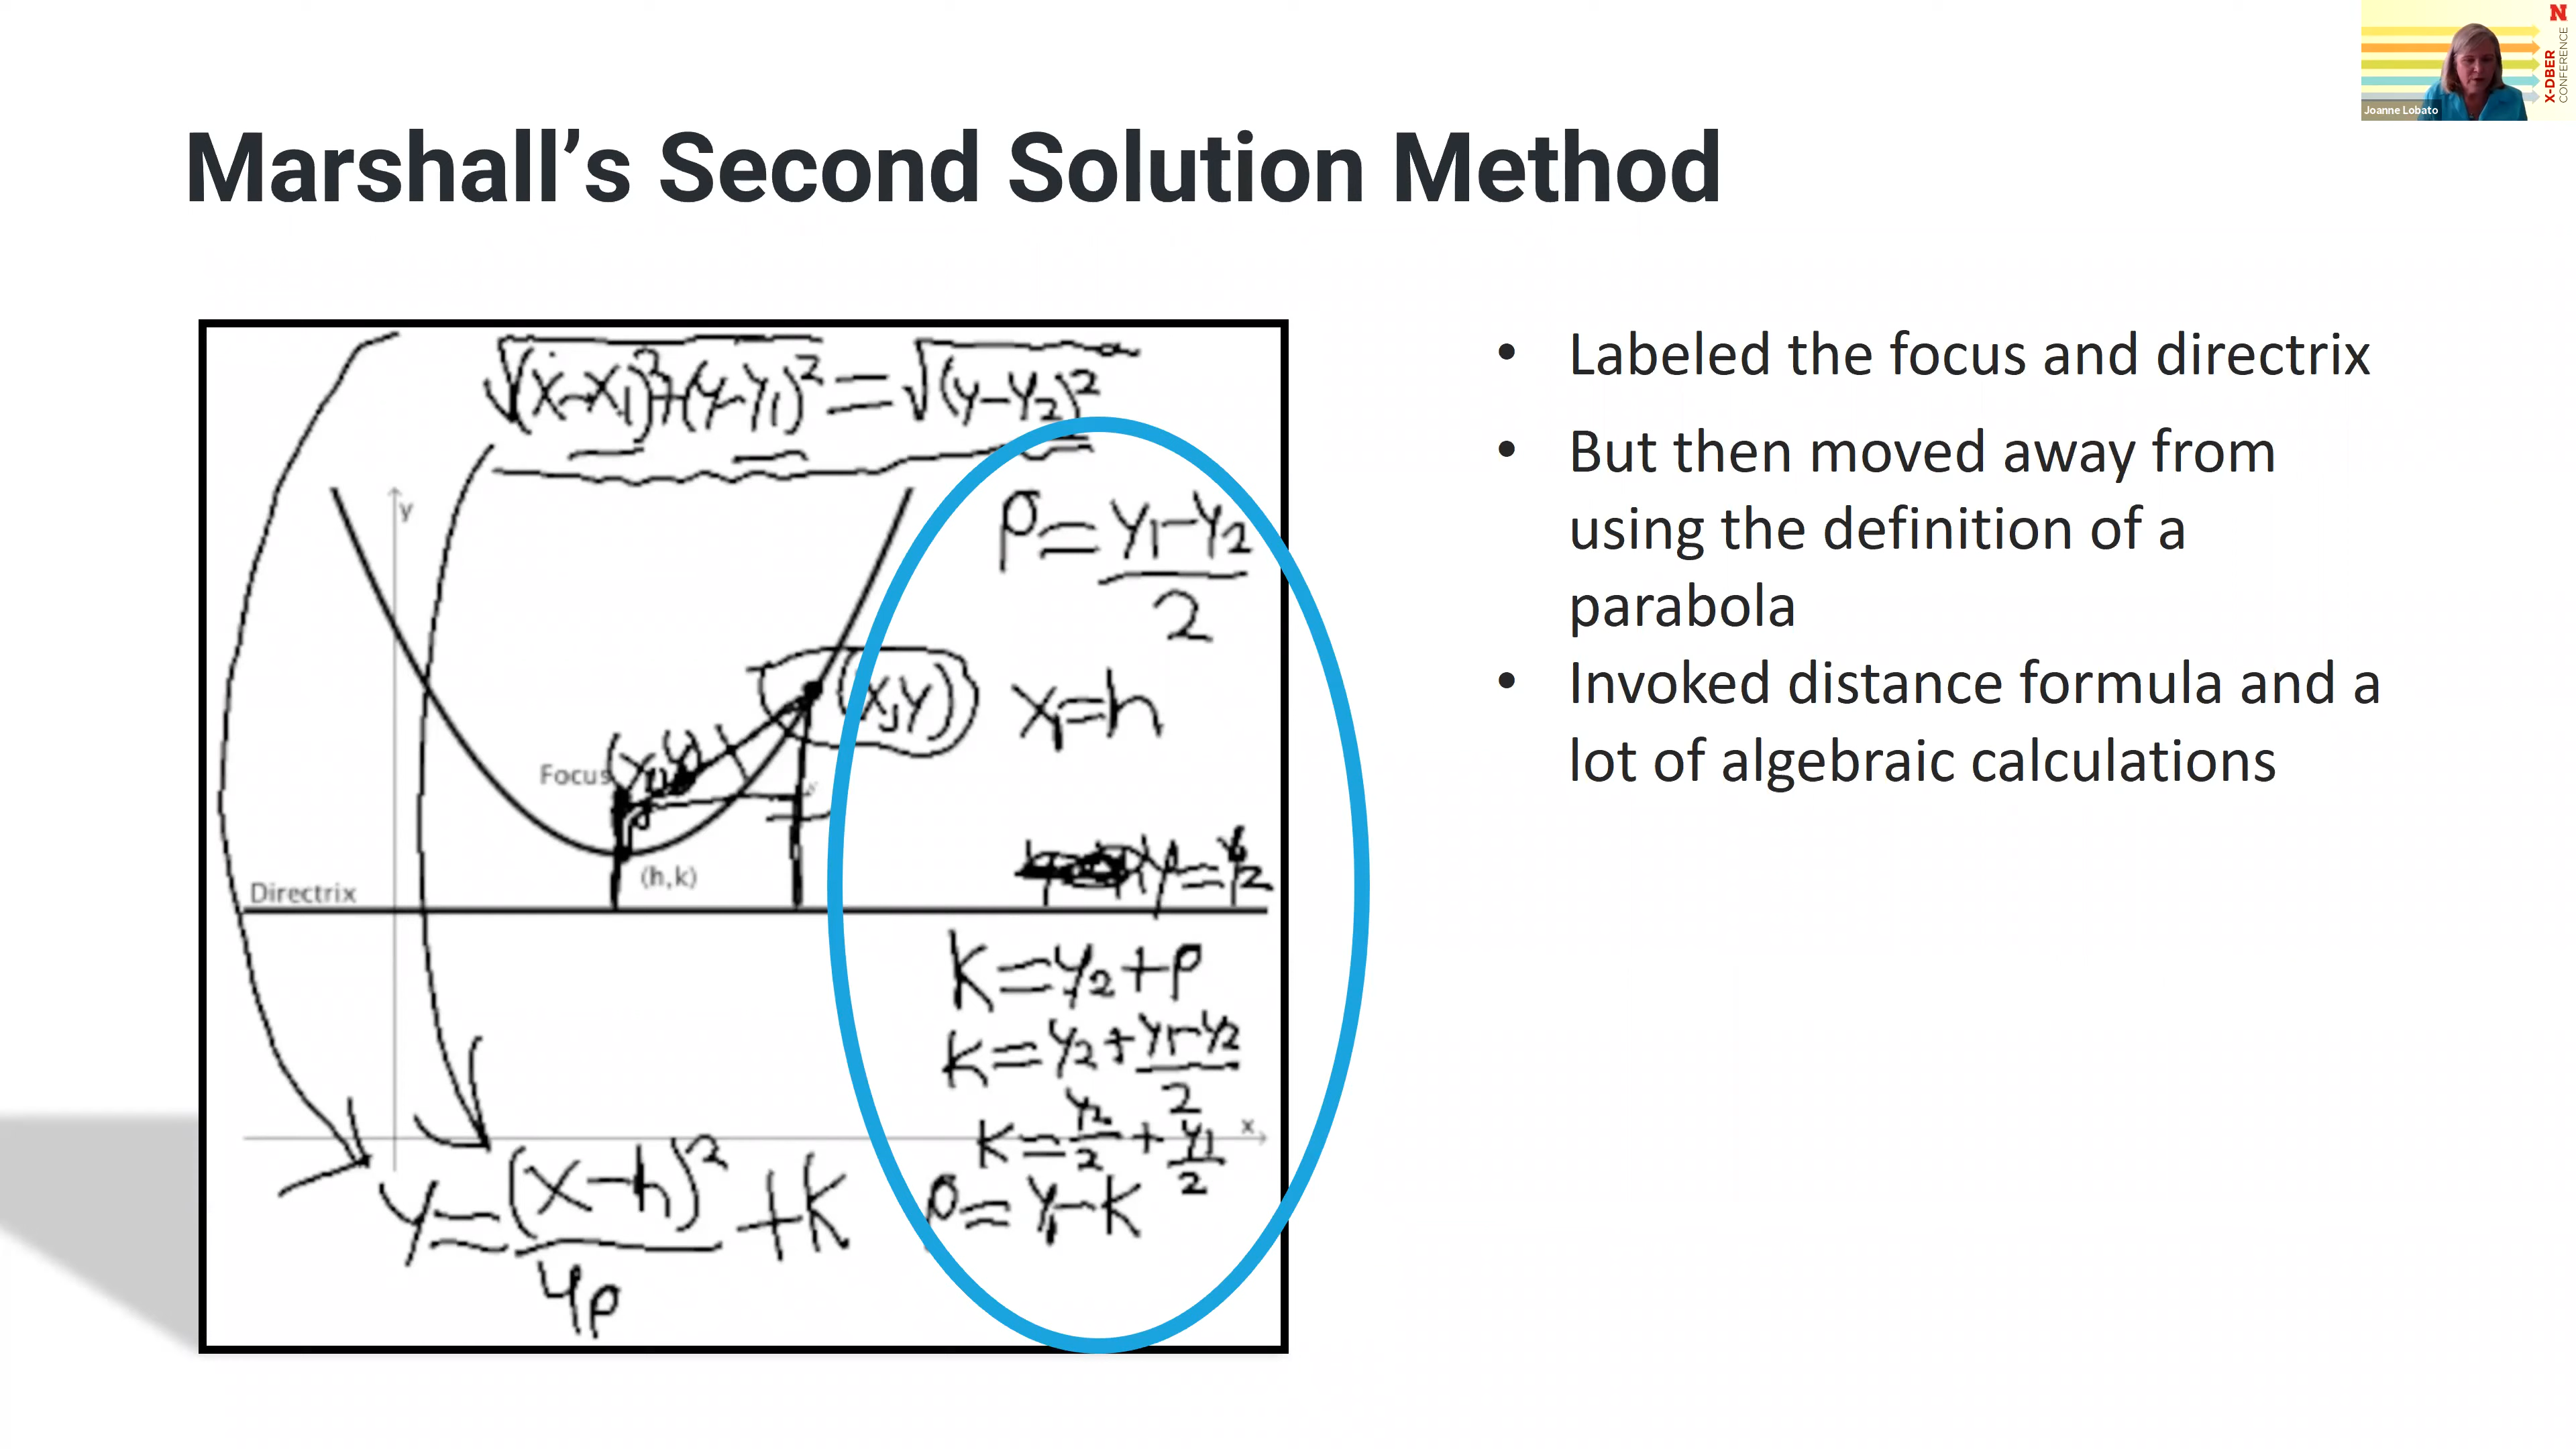 N
X-DBER
CONFERENCE
Joanne Lobato
Marshall’s Second Solution Method
√(x-x₁)²+(y-y₁)² = √(y-y₂)²
y
p = y₁-y₂
2
(x,y)
x₁=h
Focus
(h,k)
Directrix
y=y₂
K=y₂+p
K=y₂+y₁-y₂
2
x
K=y₂/2+y₁/2
p=y₁-K
y=(x-h)²+K
4p
• Labeled the focus and directrix
• But then moved away from
using the definition of a
parabola
• Invoked distance formula and a
lot of algebraic calculations